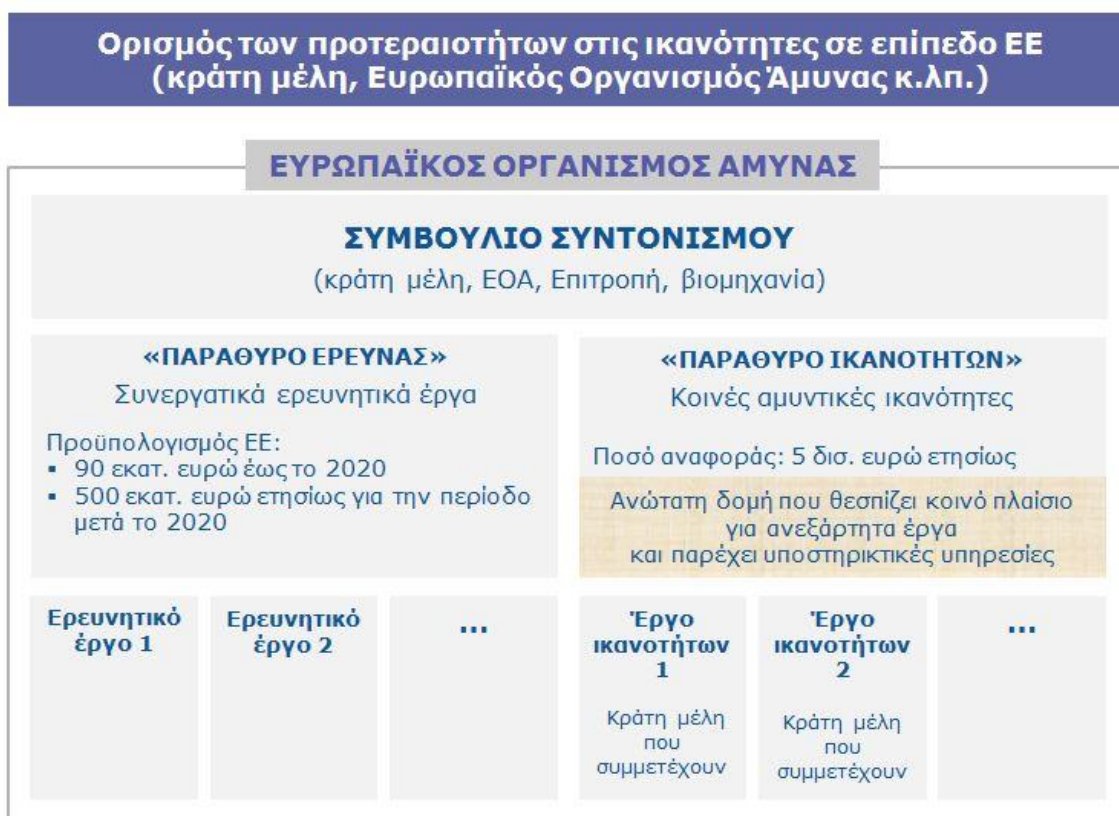 Ορισμός των προτεραιοτήτων στις ικανότητες σε επίπεδο ΕΕ
(κράτη μέλη, Ευρωπαϊκός Οργανισμός Άμυνας κ.λπ.)
ΕΥΡΩΠΑΪΚΟΣ ΟΡΓΑΝΙΣΜΟΣ ΑΜΥΝΑΣ
ΣΥΜΒΟΥΛΙΟ ΣΥΝΤΟΝΙΣΜΟΥ
(κράτη μέλη, ΕΟΑ, Επιτροπή, βιομηχανία)
«ΠΑΡΑΘΥΡΟ ΕΡΕΥΝΑΣ»
Συνεργατικά ερευνητικά έργα
Προϋπολογισμός ΕΕ:
▪ 90 εκατ. ευρώ έως το 2020
▪ 500 εκατ. ευρώ ετησίως για την περίοδο
μετά το 2020
«ΠΑΡΑΘΥΡΟ ΙΚΑΝΟΤΗΤΩΝ»
Κοινές αμυντικές ικανότητες
Ποσό αναφοράς: 5 δισ. ευρώ ετησίως
Ανώτατη δομή που θεσπίζει κοινό πλαίσιο
για ανεξάρτητα έργα
και παρέχει υποστηρικτικές υπηρεσίες
Ερευνητικό
έργο 1
Ερευνητικό
έργο 2
...
Έργο
ικανοτήτων
1
Κράτη μέλη
που
συμμετέχουν
Έργο
ικανοτήτων
2
Κράτη μέλη
που
συμμετέχουν
...